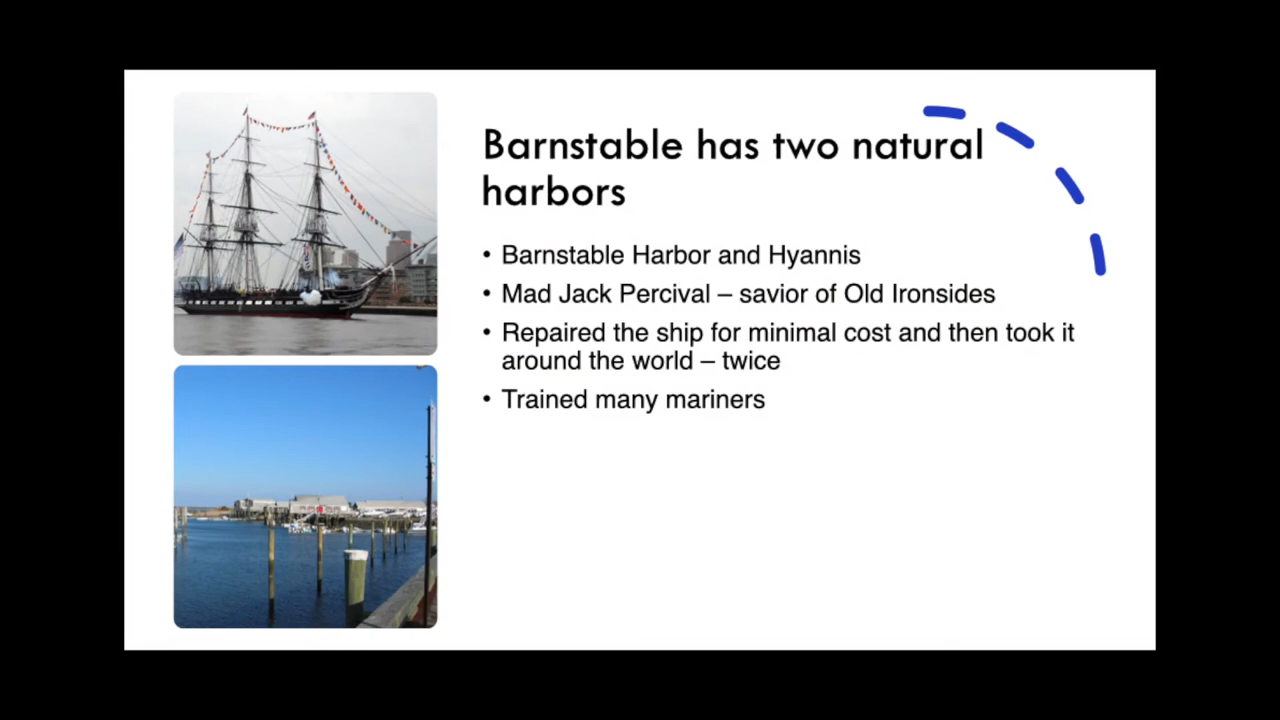 Barnstable has two natural
harbors
• Barnstable Harbor and Hyannis
• Mad Jack Percival – savior of Old Ironsides
• Repaired the ship for minimal cost and then took it
around the world – twice
• Trained many mariners